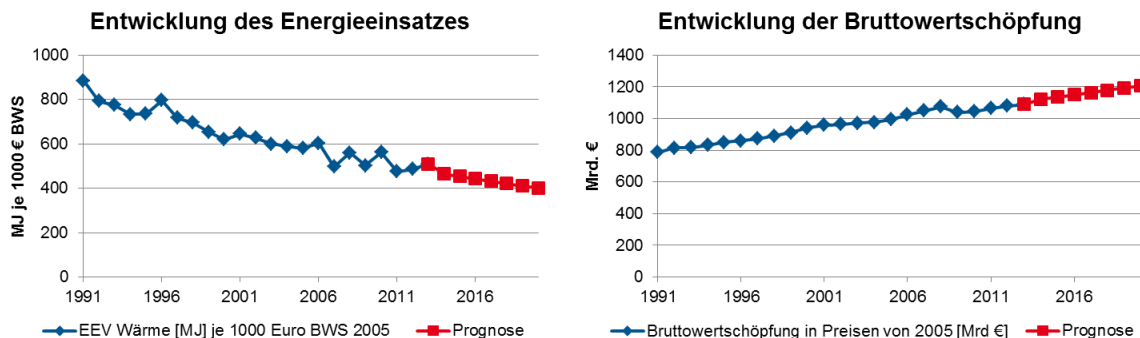 Entwicklung des Energieeinsatzes
MJ je 1000 € BWS
1000
800
600
400
200
0
1991 1996 2001 2006 2011 2016
EEV Wärme [MJ] je 1000 Euro BWS 2005 Prognose
Entwicklung der Bruttowertschöpfung
Mrd. €
1400
1200
1000
800
600
400
200
0
1991 1996 2001 2006 2011 2016
Bruttowertschöpfung in Preisen von 2005 [Mrd €] Prognose